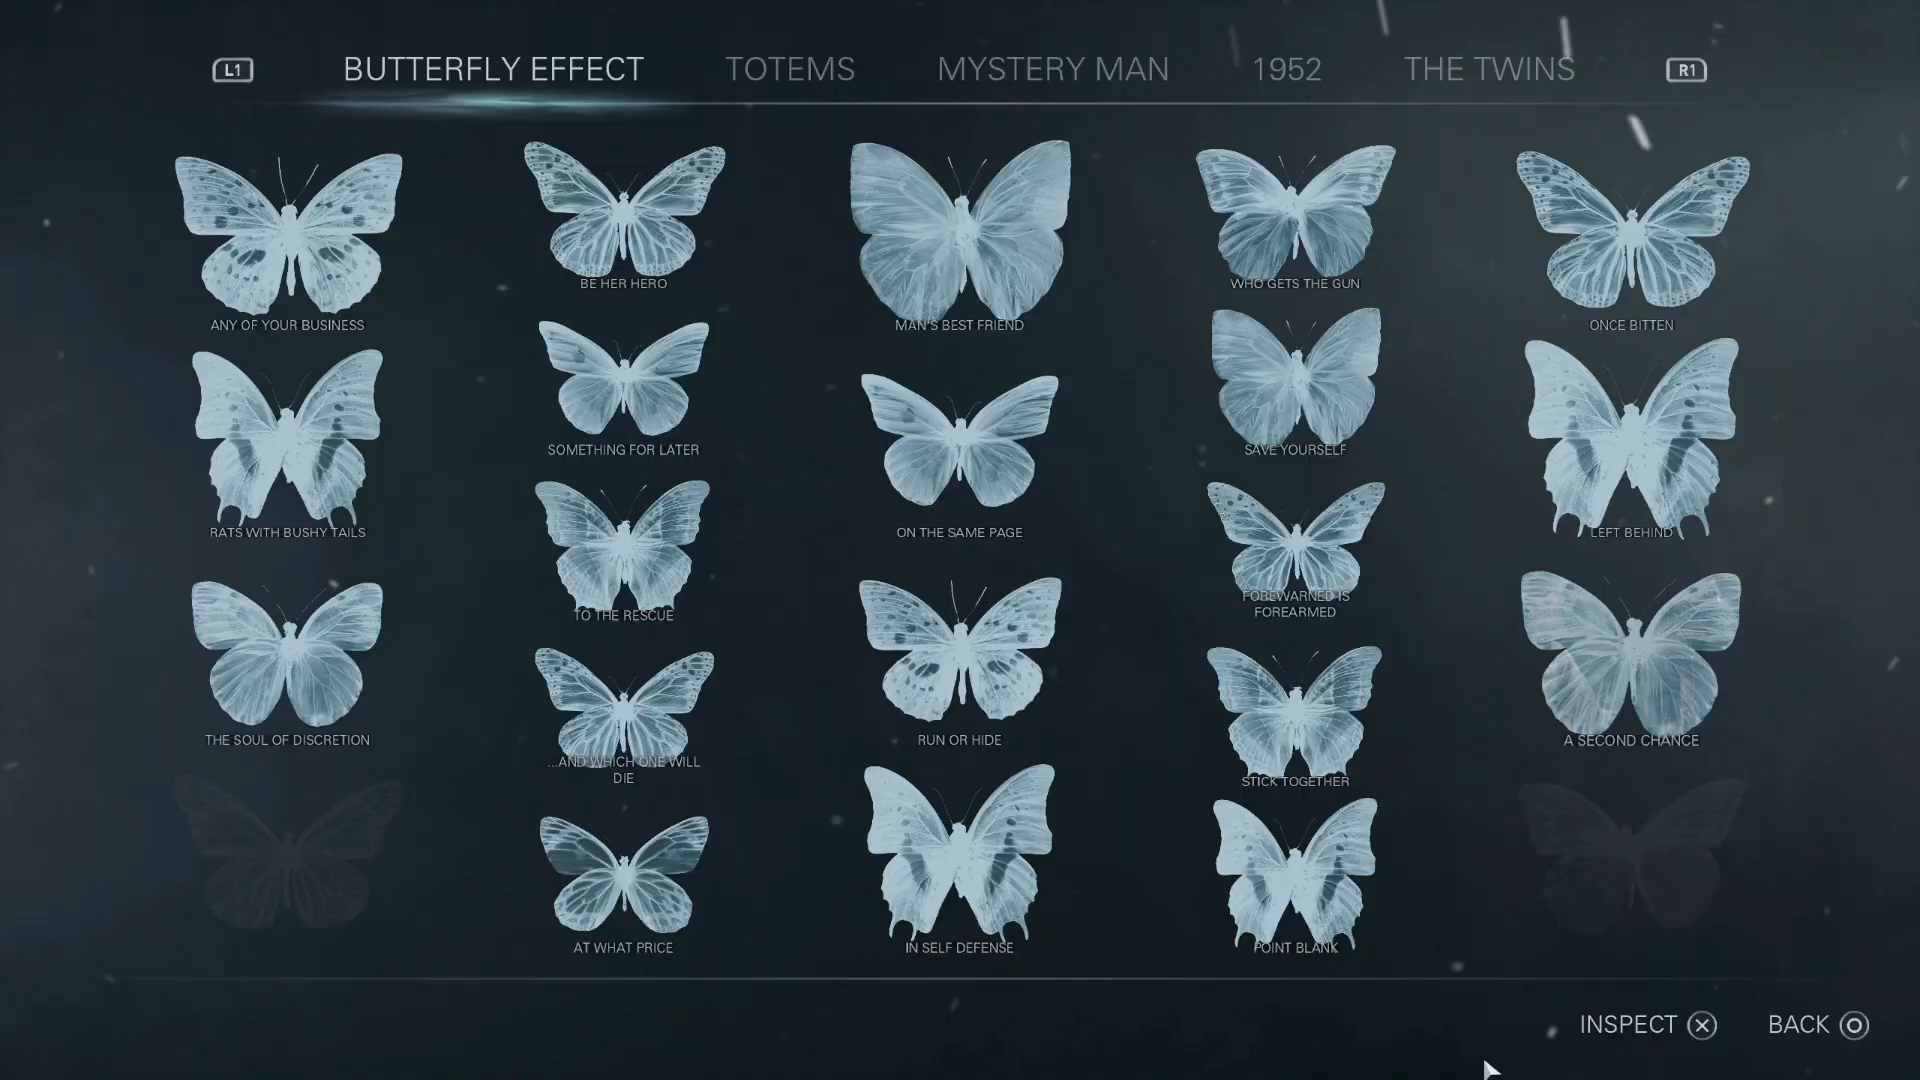 L1 BUTTERFLY EFFECT TOTEMS MYSTERY MAN 1952 THE TWINS R1
BE HER HERO
WHO GETS THE GUN
ANY OF YOUR BUSINESS
MAN'S BEST FRIEND
ONCE BITTEN
SOMETHING FOR LATER
SAVE YOURSELF
RATS WITH BUSHY TAILS
ON THE SAME PAGE
LEFT BEHIND
TO THE RESCUE
FOREWARNED IS
FOREARMED
THE SOUL OF DISCRETION
RUN OR HIDE
A SECOND CHANCE
...AND WHICH ONE WILL
DIE
STICK TOGETHER
AT WHAT PRICE
IN SELF DEFENSE
POINT BLANK
INSPECT
BACK